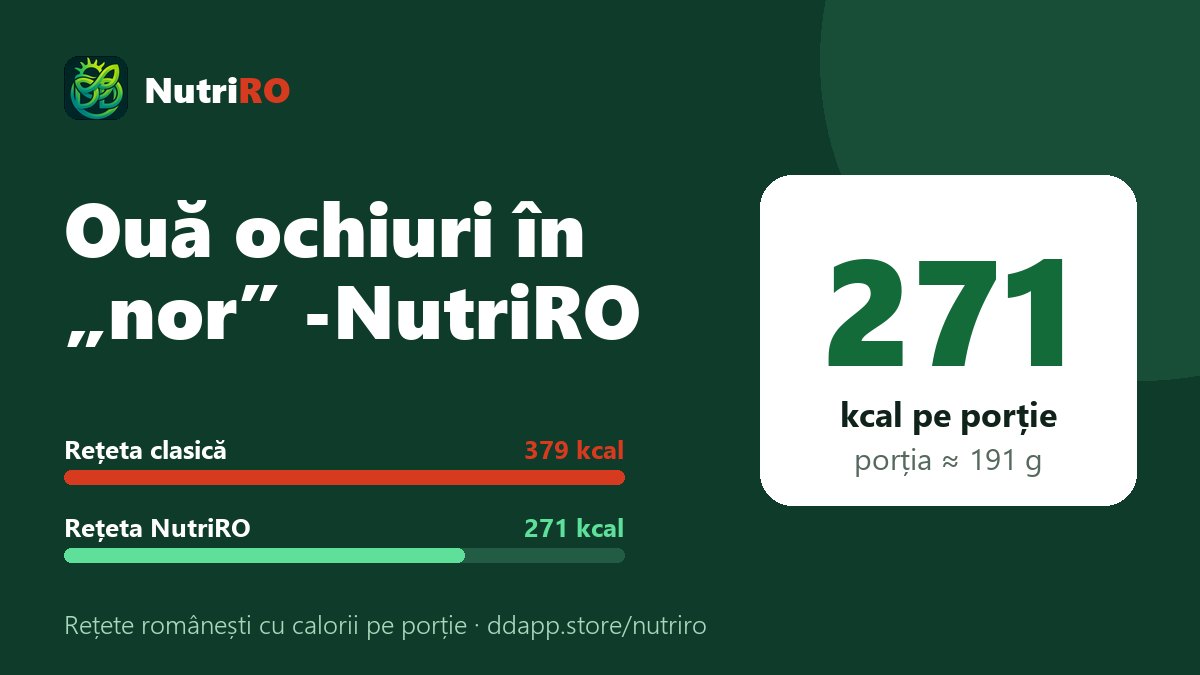 NutriRO
Ouă ochiuri în
„nor” -NutriRO
271
kcal pe porție
porția ≈ 191 g
Rețeta clasică 379 kcal
Rețeta NutriRO 271 kcal
Rețete românești cu calorii pe porție · ddapp.store/nutriro